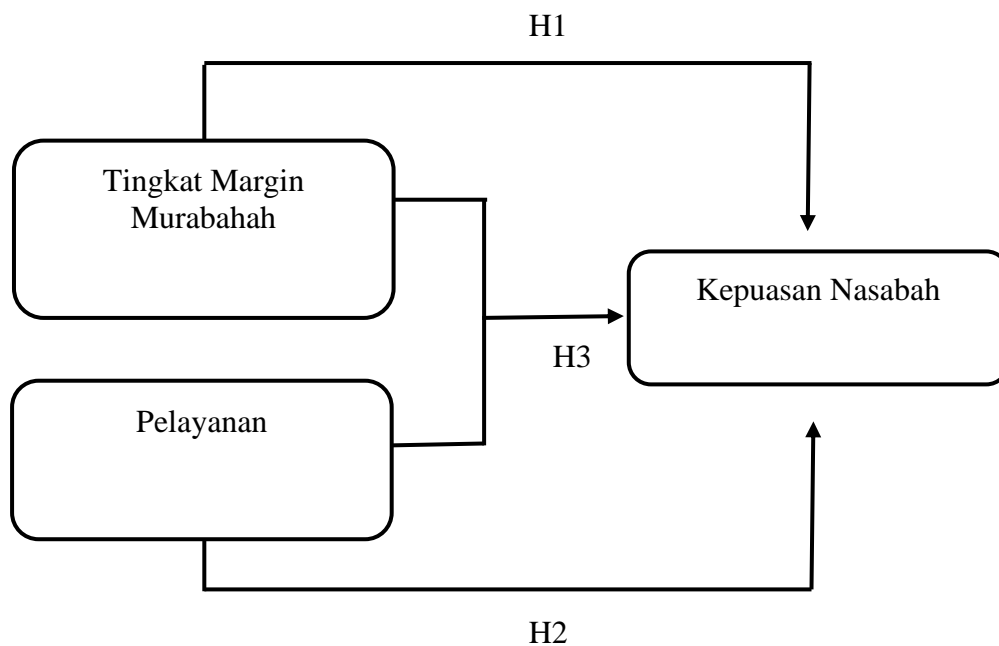 H1
Tingkat Margin
Murabahah
Kepuasan Nasabah
H3
Pelayanan
H2